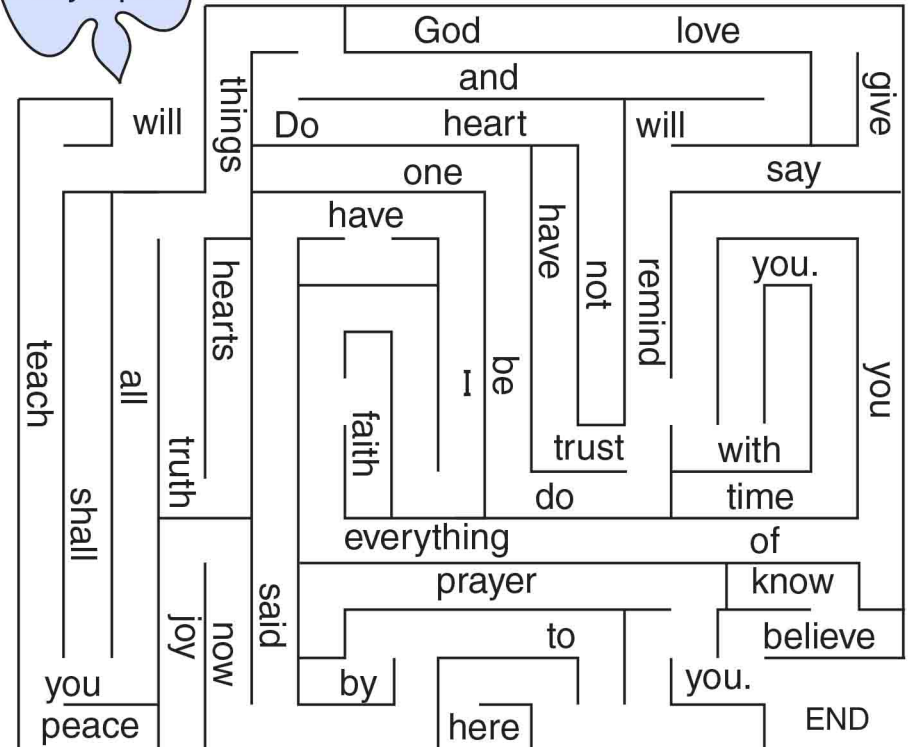 God love
and
things
give
will
Do heart will
one say
have
have
not
remind
you.
hearts
teach
all
I
be
you
faith
truth
trust with
shall
do time
everything of
prayer know
said
joy
now
to believe
you by you.
peace here END